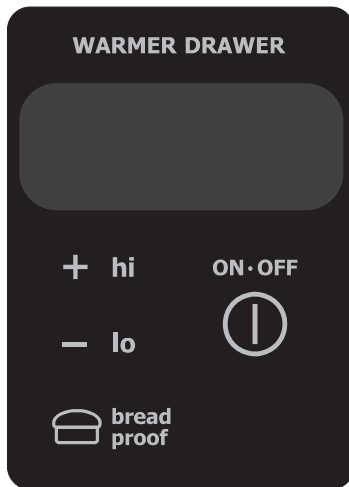 WARMER DRAWER
+ hi
ON·OFF
− lo
bread
proof